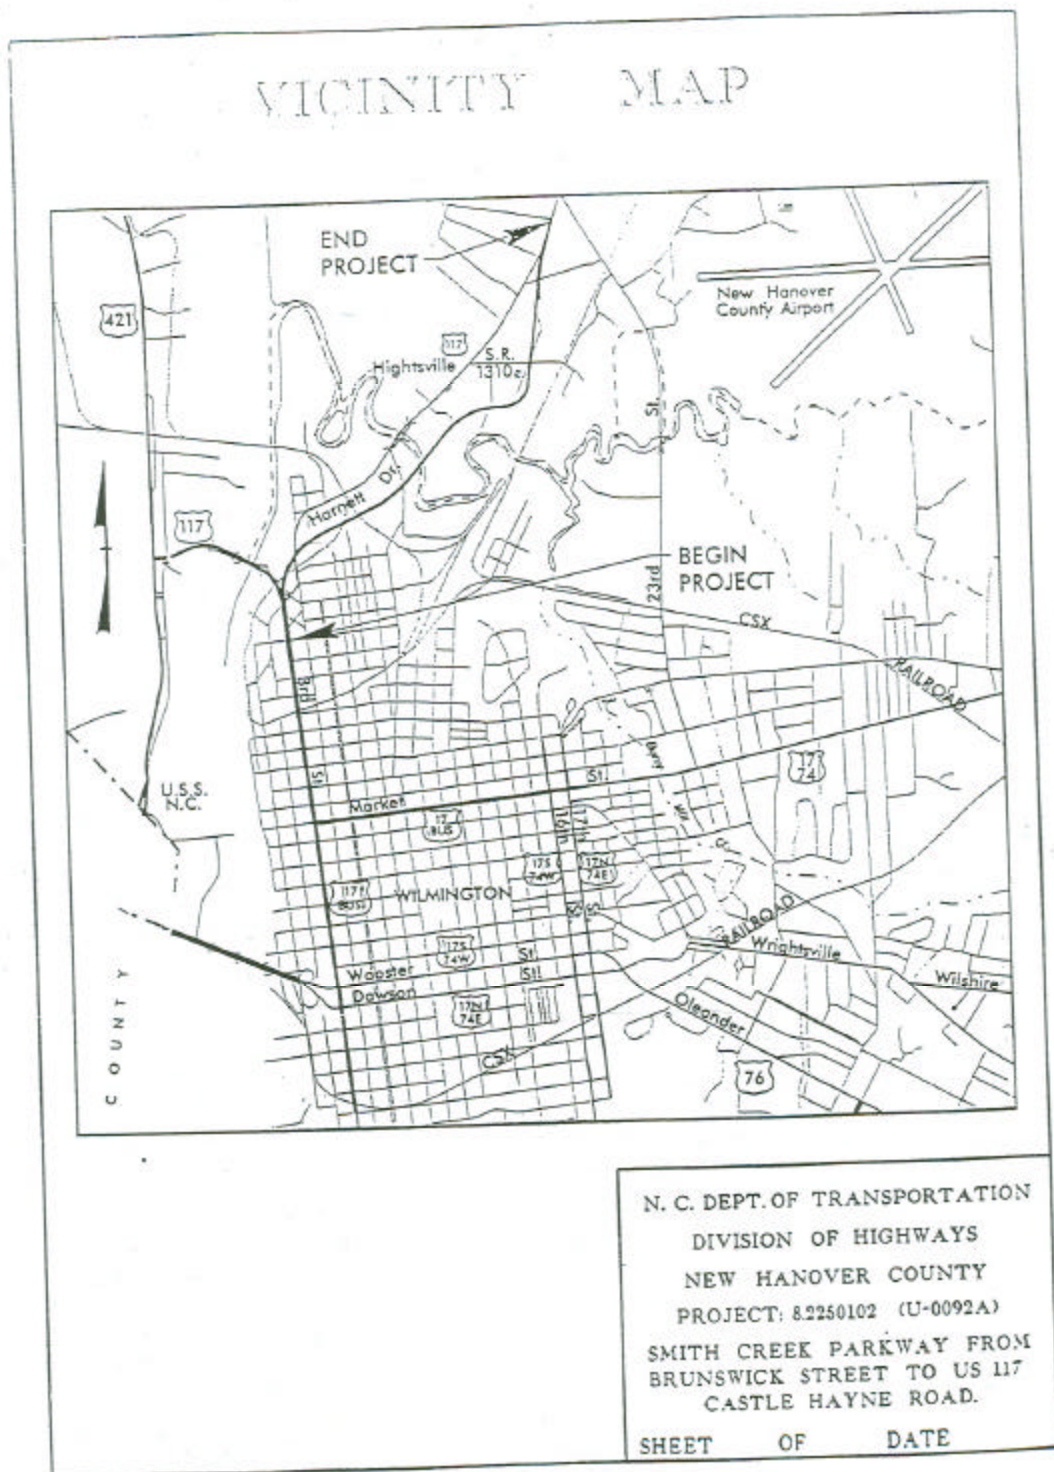 VICINITY MAP
END
PROJECT
421
New Hanover
County Airport
117
Hightsville
S.R.
1310
St.
Harnett Dr.
117
BEGIN
PROJECT
23rd
CSX
RAILROAD
3rd
St.
17
74
U.S.S.
N.C.
Market
St.
17
BUS
16th
17th
17S
74W
17N
74E
117
BUS
WILMINGTON
St.
St.
RAILROAD
17S
74W
Wooster
St.
Wrightsville
Dawson
St.
Wilshire
17N
74E
Oleander
COUNTY
CSX
76
N. C. DEPT. OF TRANSPORTATION
DIVISION OF HIGHWAYS
NEW HANOVER COUNTY
PROJECT: 8.2250102 (U-0092A)
SMITH CREEK PARKWAY FROM
BRUNSWICK STREET TO US 117
CASTLE HAYNE ROAD.
SHEET OF DATE